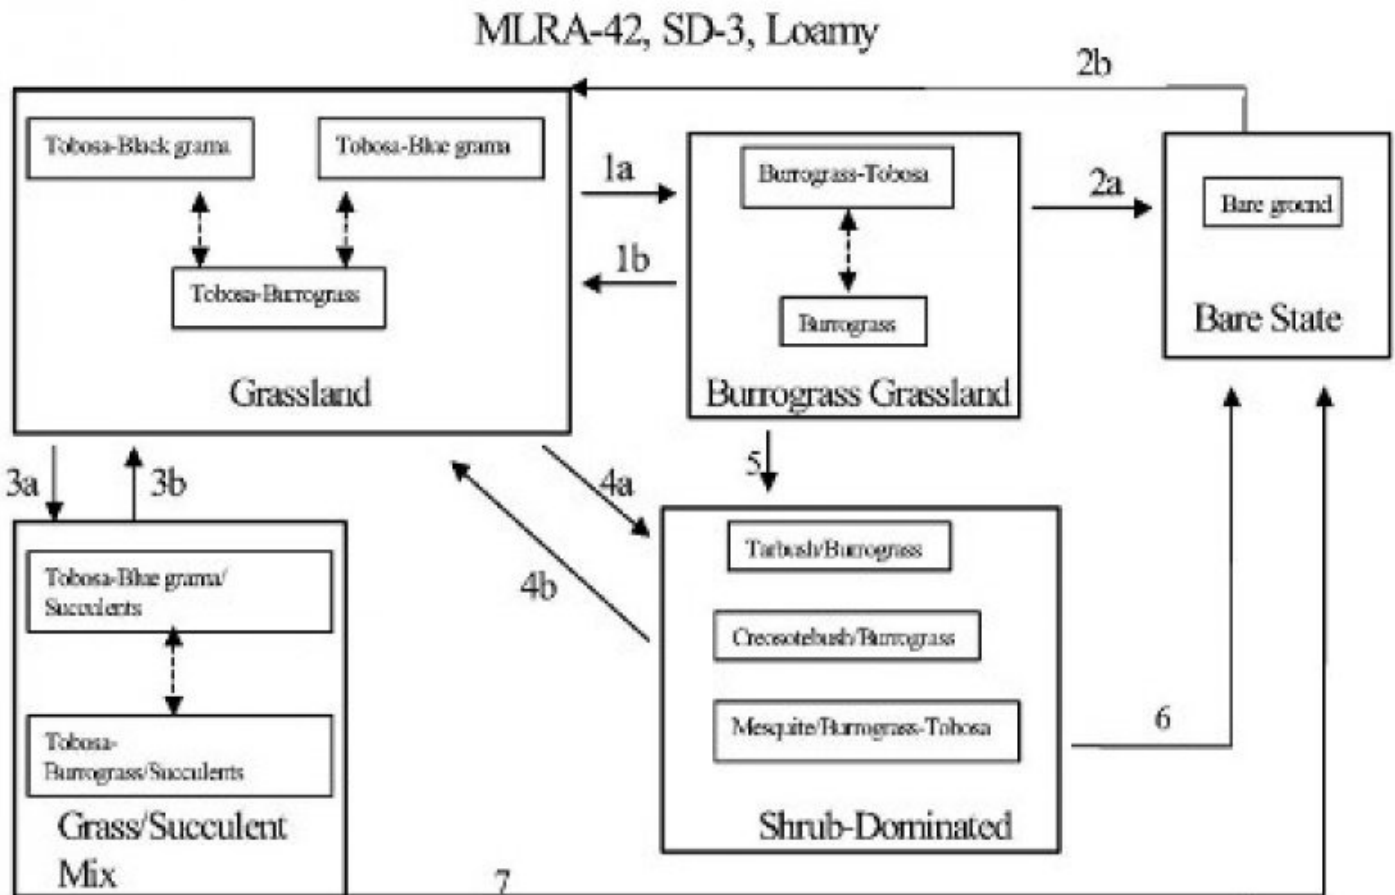 MLRA-42, SD-3, Loamy
2b
Tobosa-Black grama
Tobosa-Blue grama
Tobosa-Burrograss
Grassland
1a
1b
Burrograss-Tobosa
Burrograss
Burrograss Grassland
2a
Bare ground
Bare State
3a
3b
4a
4b
5
Tobosa-Blue grama/
Succulents
Tobosa-
Burrograss/Succulents
Grass/Succulent
Mix
Tarbush/Burrograss
Creosotebush/Burrograss
Mesquite/Burrograss-Tobosa
Shrub-Dominated
6
7